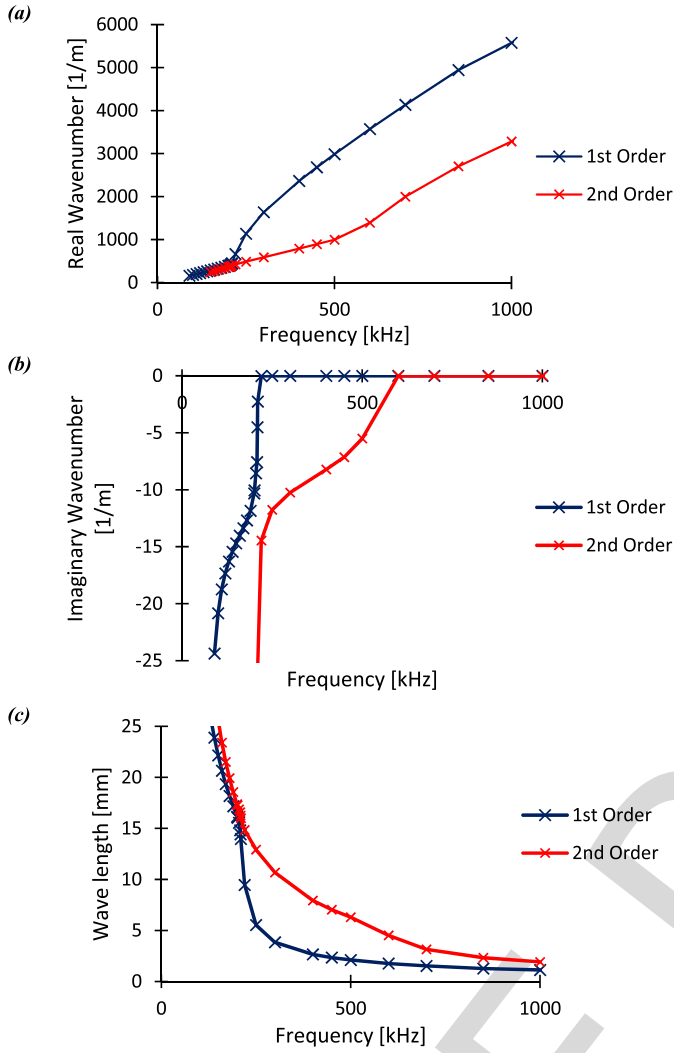 (a)
6000
5000
4000
3000
2000
1000
0
Real Wavenumber [1/m]
0
500
1000
Frequency [kHz]
1st Order
2nd Order
(b)
0
-5
-10
-15
-20
-25
Imaginary Wavenumber
[1/m]
0
500
1000
Frequency [kHz]
1st Order
2nd Order
(c)
25
20
15
10
5
0
Wave length [mm]
0
500
1000
Frequency [kHz]
1st Order
2nd Order